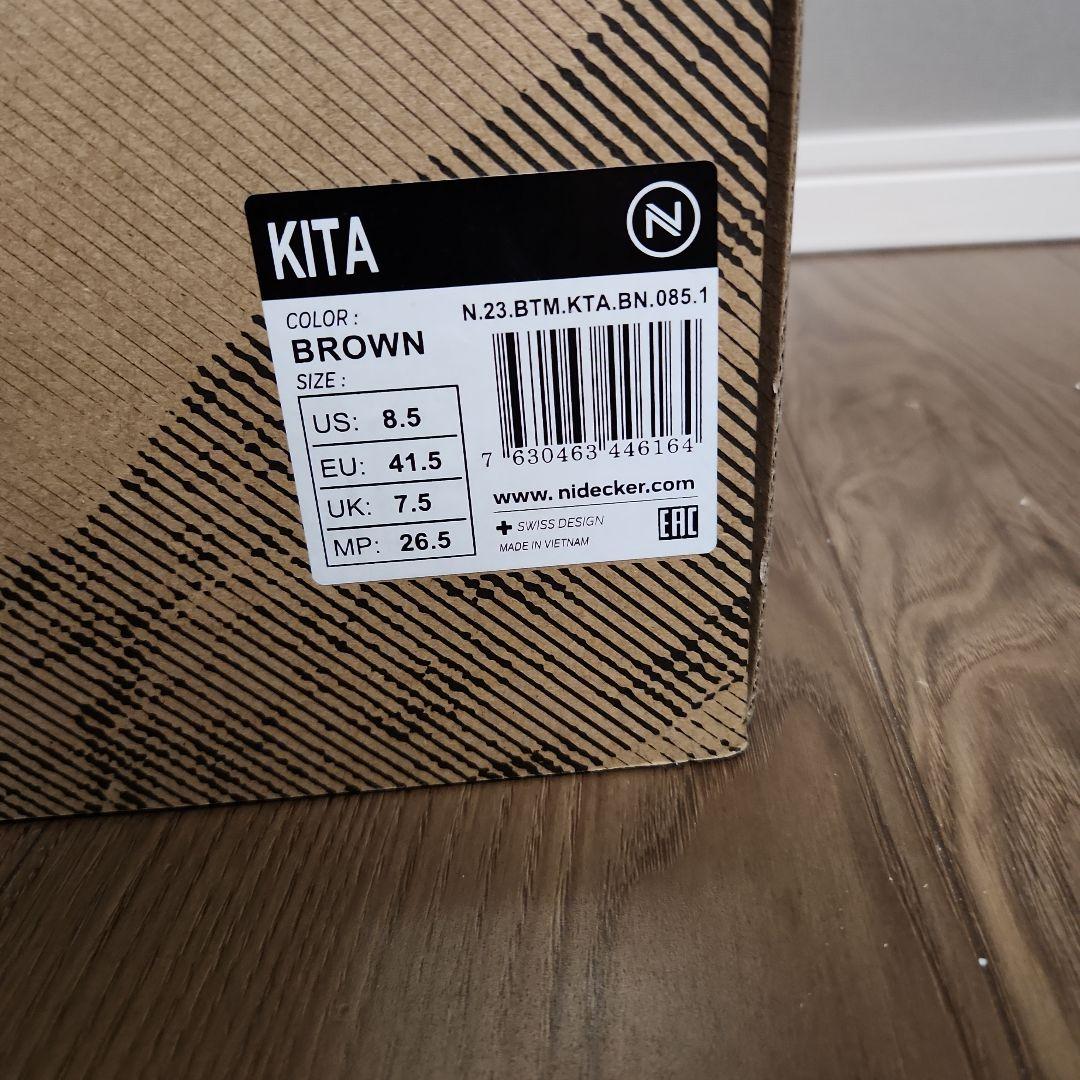 KITA
N
COLOR :
BROWN
SIZE :
US: 8.5
EU: 41.5
UK: 7.5
MP: 26.5
N.23.BTM.KTA.BN.085.1
7 630463 446164
www.nidecker.com
+ SWISS DESIGN
MADE IN VIETNAM
EAC